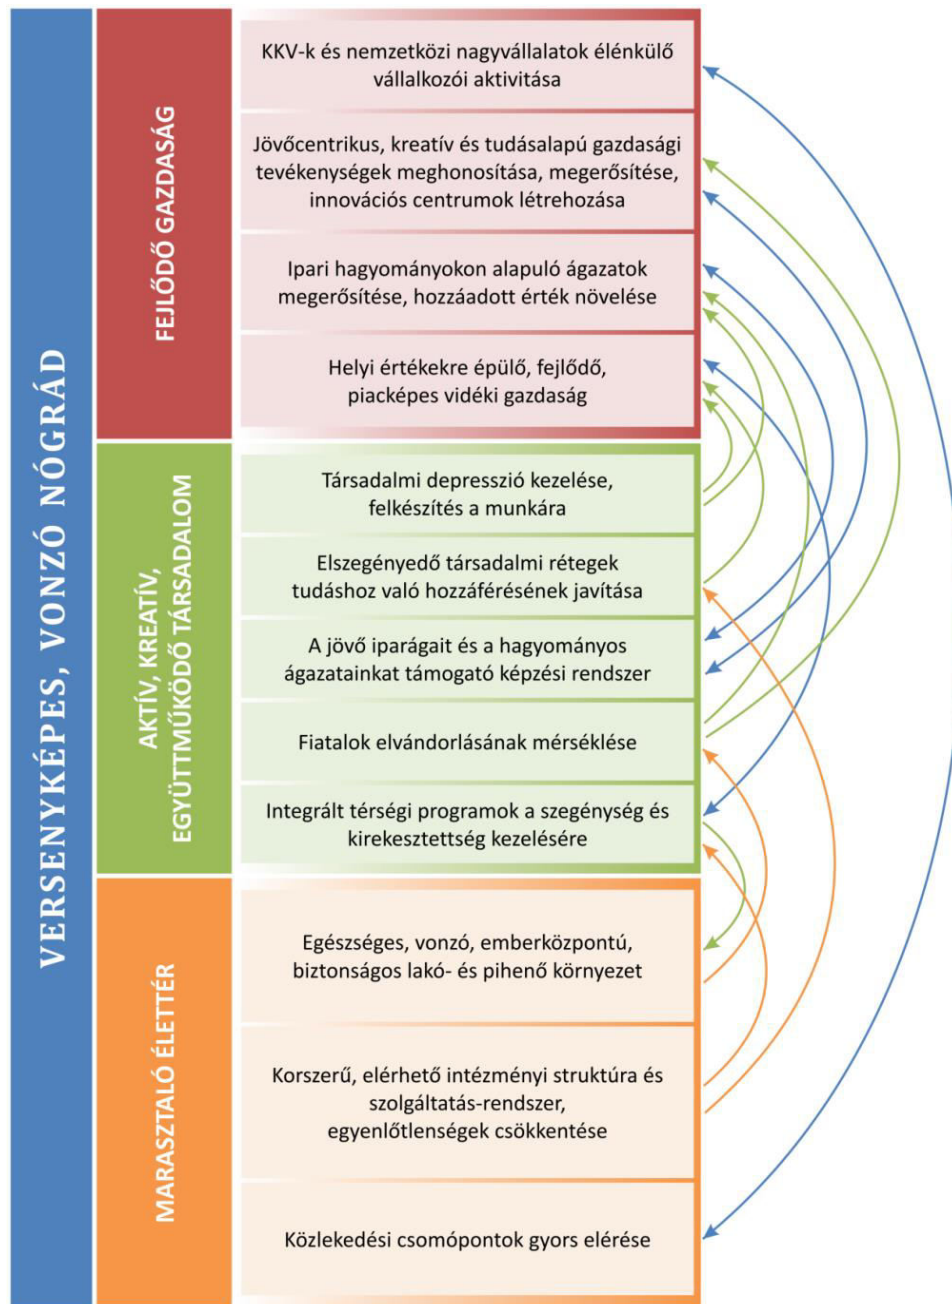 VERSENYKÉPES, VONZÓ NÓGRÁD
FEJLŐDŐ GAZDASÁG
KKV-k és nemzetközi nagyvállalatok élénkülő
vállalkozói aktivitása
Jövőcentrikus, kreatív és tudásalapú gazdasági
tevékenységek meghonosítása, megerősítése,
innovációs centrumok létrehozása
Ipari hagyományokon alapuló ágazatok
megerősítése, hozzáadott érték növelése
Helyi értékekre épülő, fejlődő,
piacképes vidéki gazdaság
AKTÍV, KREATÍV,
EGYÜTTMŰKÖDŐ TÁRSADALOM
Társadalmi depresszió kezelése,
felkészítés a munkára
Elszegényedő társadalmi rétegek
tudáshoz való hozzáférésének javítása
A jövő iparágait és a hagyományos
ágazatainkat támogató képzési rendszer
Fiatalok elvándorlásának mérséklése
Integrált térségi programok a szegénység és
kirekesztettség kezelésére
MARASZTALÓ ÉLETTÉR
Egészséges, vonzó, emberközpontú,
biztonságos lakó- és pihenő környezet
Korszerű, elérhető intézményi struktúra és
szolgáltatás-rendszer,
egyenlőtlenségek csökkentése
Közlekedési csomópontok gyors elérése